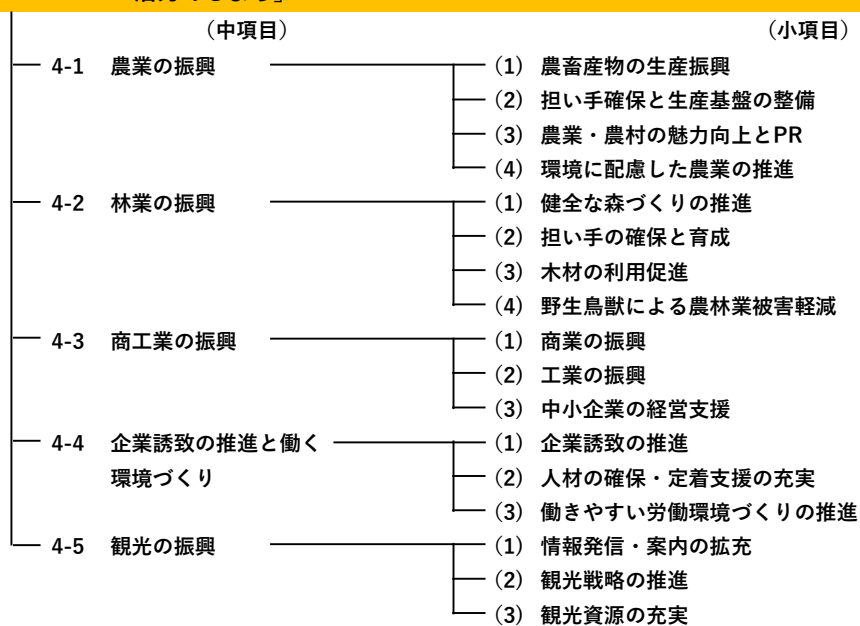 （中項目） （小項目）
4-1 農業の振興 （1） 農畜産物の生産振興
（2） 担い手確保と生産基盤の整備
（3） 農業・農村の魅力向上とPR
（4） 環境に配慮した農業の推進
4-2 林業の振興 （1） 健全な森づくりの推進
（2） 担い手の確保と育成
（3） 木材の利用促進
（4） 野生鳥獣による農林業被害軽減
4-3 商工業の振興 （1） 商業の振興
（2） 工業の振興
（3） 中小企業の経営支援
4-4 企業誘致の推進と働く （1） 企業誘致の推進
環境づくり （2） 人材の確保・定着支援の充実
（3） 働きやすい労働環境づくりの推進
4-5 観光の振興 （1） 情報発信・案内の拡充
（2） 観光戦略の推進
（3） 観光資源の充実